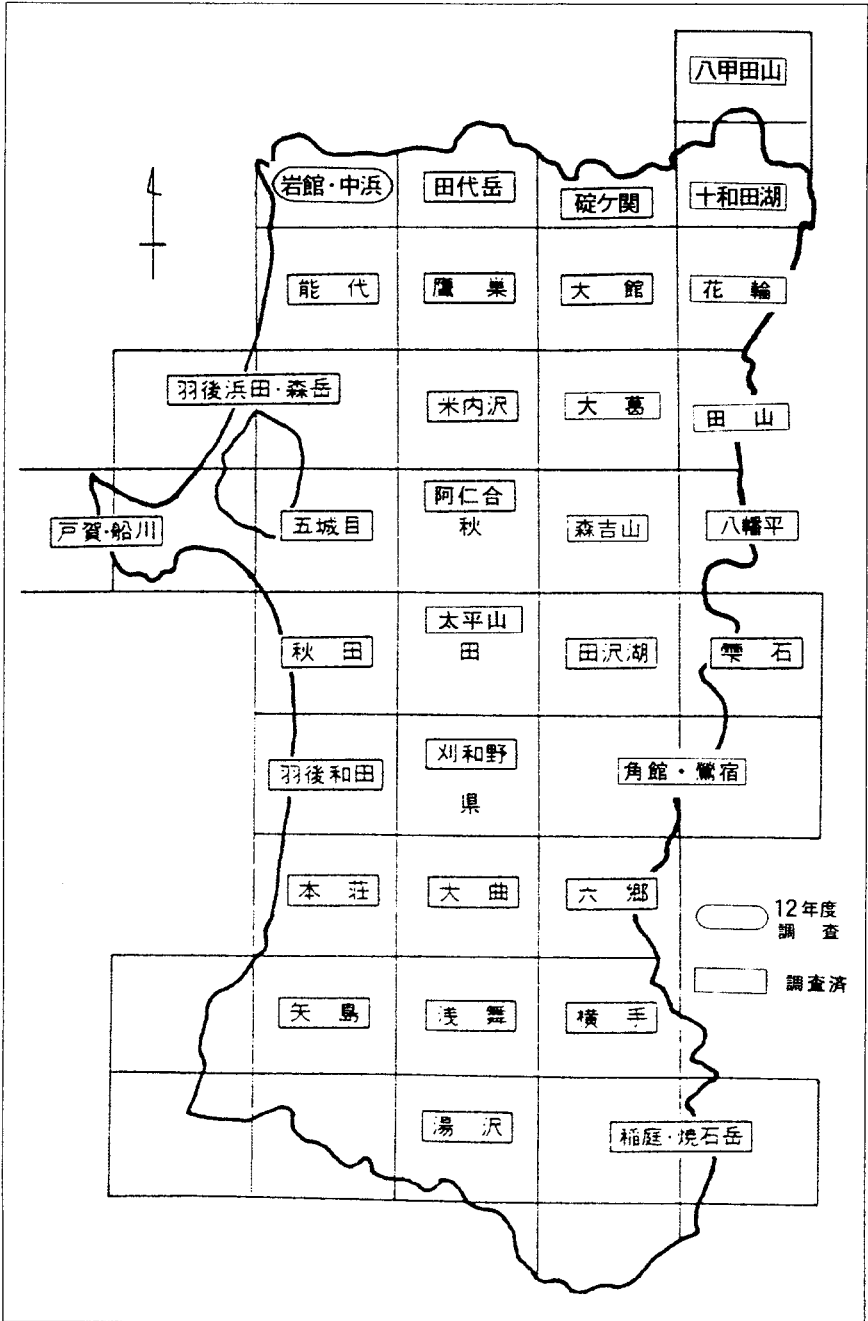 八甲田山
岩館・中浜
田代岳
碇ケ関
十和田湖
能代
鷹巣
大館
花輪
羽後浜田・森岳
米内沢
大葛
田山
戸賀・船川
五城目
阿仁合
秋
森吉山
八幡平
秋田
太平山
田
田沢湖
雫石
羽後和田
刈和野
県
角館・鶯宿
本荘
大曲
六郷
12年度
調査
調査済
矢島
浅舞
横手
湯沢
稲庭・焼石岳